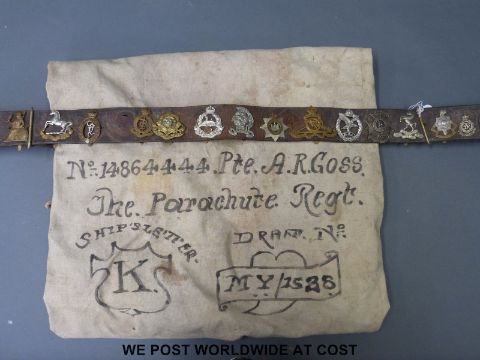 No. 14864444. Pte. A.R. Goss.
The. Parachute. Regt.
SHIP'S LETTER.
DRAFT. No.
K
MY/1528
WE POST WORLDWIDE AT COST